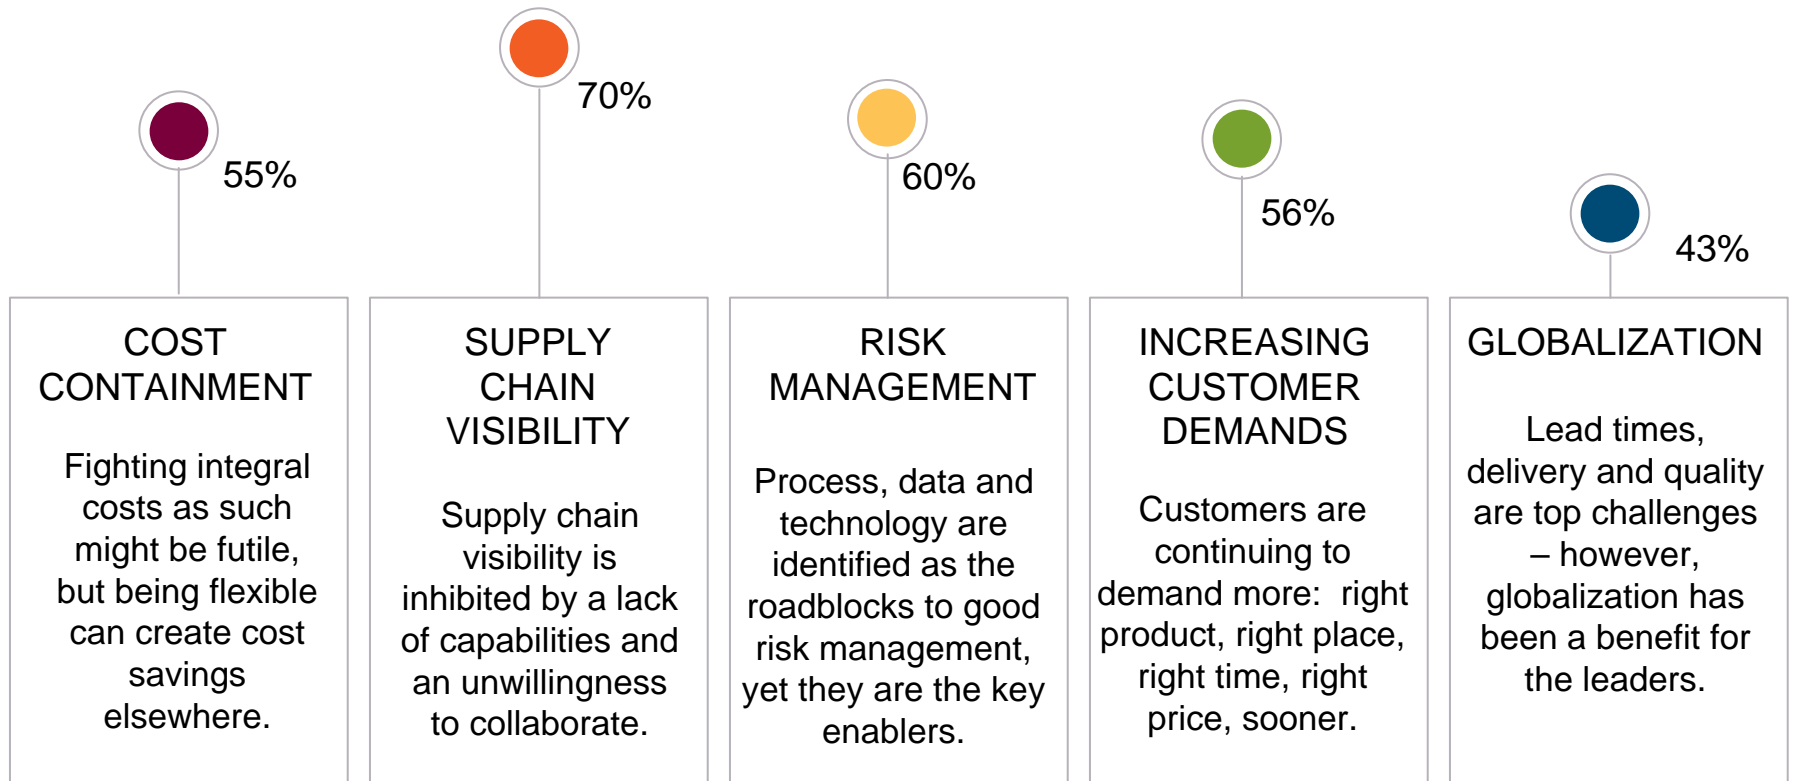 55%
70%
60%
56%
43%
COST
CONTAINMENT
Fighting integral
costs as such
might be futile,
but being flexible
can create cost
savings
elsewhere.
SUPPLY
CHAIN
VISIBILITY
Supply chain
visibility is
inhibited by a lack
of capabilities and
an unwillingness
to collaborate.
RISK
MANAGEMENT
Process, data and
technology are
identified as the
roadblocks to good
risk management,
yet they are the key
enablers.
INCREASING
CUSTOMER
DEMANDS
Customers are
continuing to
demand more:  right
product, right place,
right time, right
price, sooner.
GLOBALIZATION
Lead times,
delivery and quality
are top challenges
– however,
globalization has
been a benefit for
the leaders.